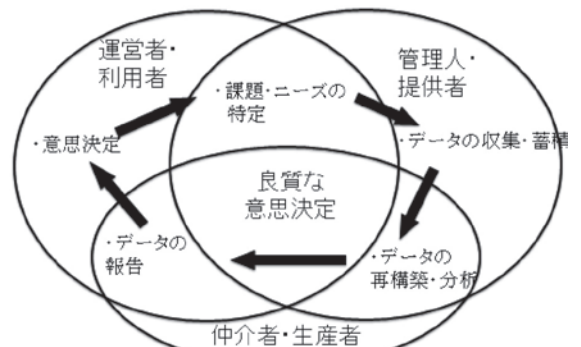 運営者・
利用者
管理人・
提供者
・課題・ニーズの
特定
・意思決定
・データの収集・蓄積
良質な
意思決定
・データの
報告
・データの
再構築・分析
仲介者・生産者